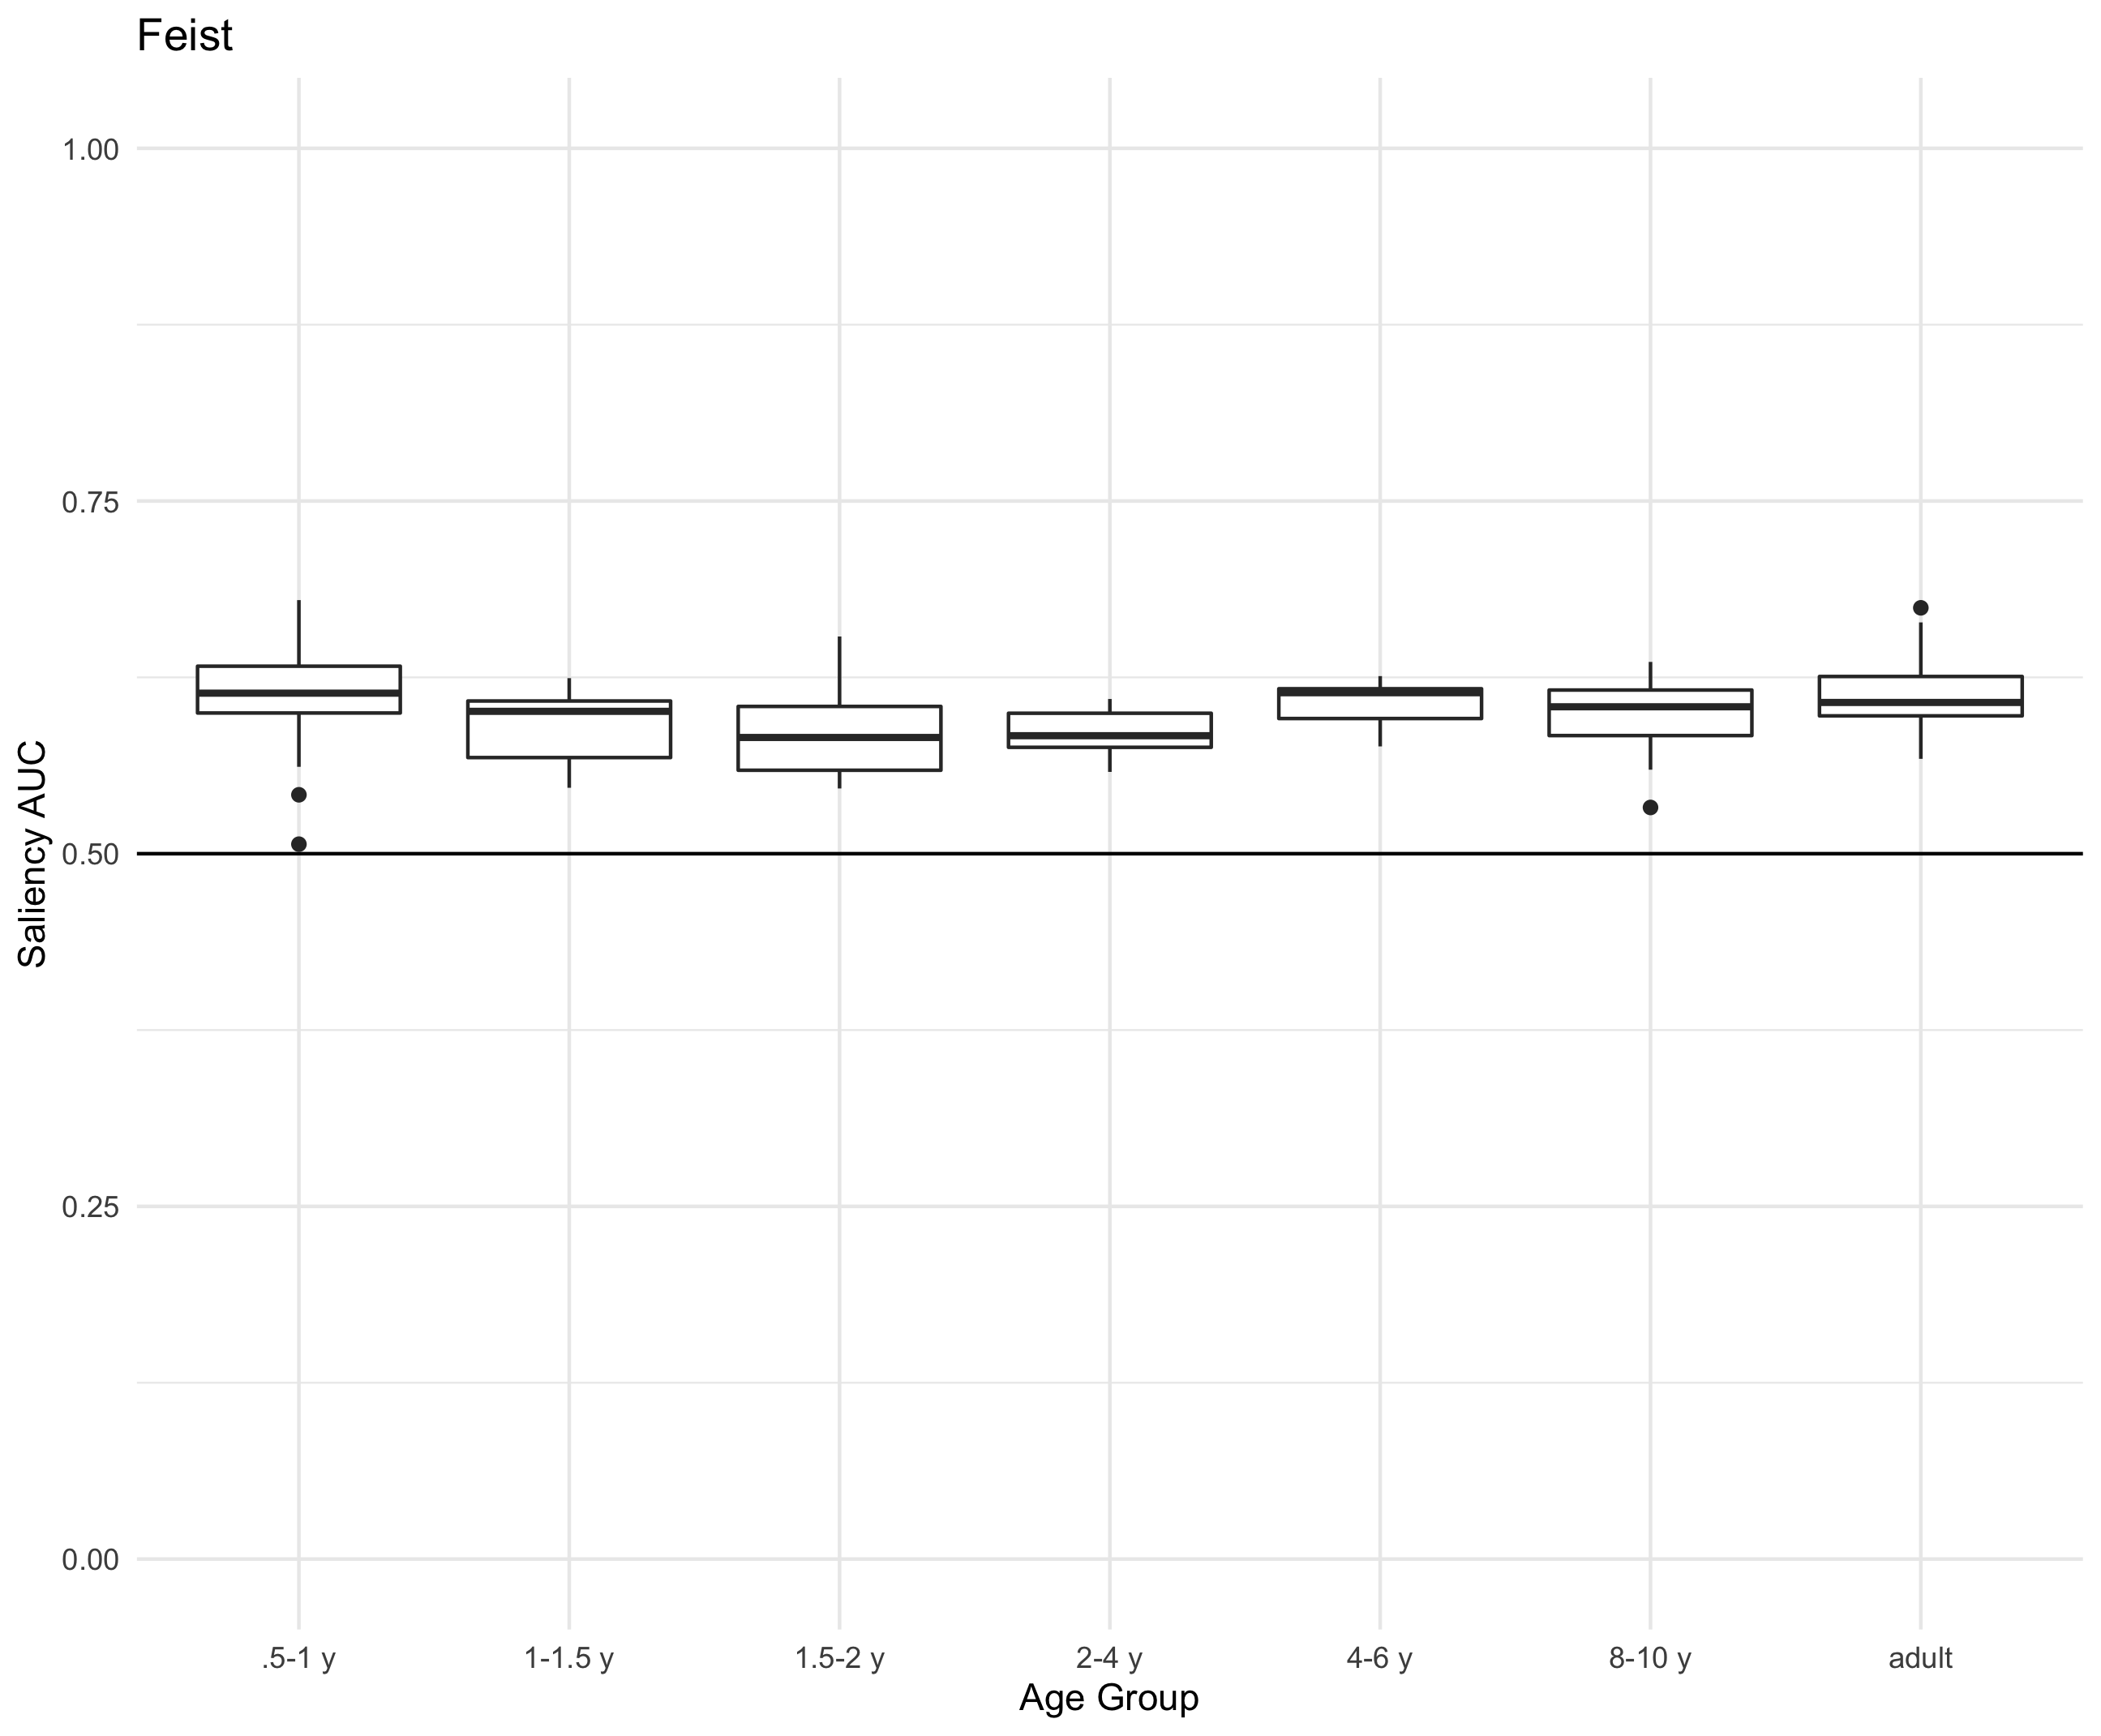 Feist
Saliency AUC
1.00
0.75
0.50
0.25
0.00
.5-1 y
1-1.5 y
1.5-2 y
2-4 y
4-6 y
8-10 y
adult
Age Group